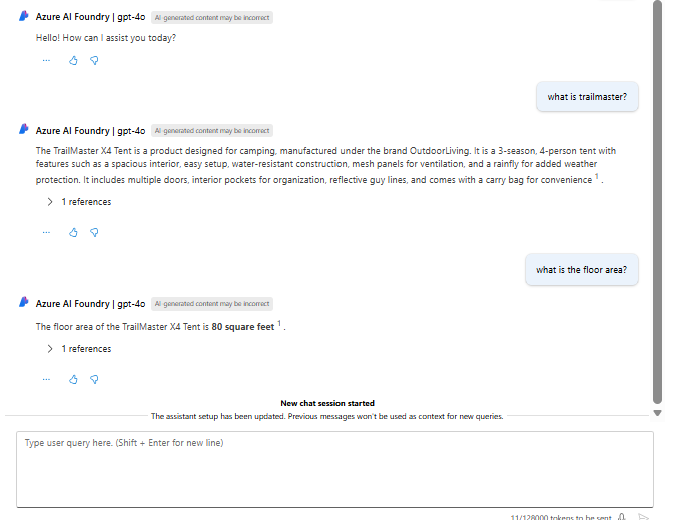 Azure AI Foundry | gpt-4o AI-generated content may be incorrect
Hello! How can I assist you today?
...
what is trailmaster?
Azure AI Foundry | gpt-4o AI-generated content may be incorrect
The TrailMaster X4 Tent is a product designed for camping, manufactured under the brand OutdoorLiving. It is a 3-season, 4-person tent with
features such as a spacious interior, easy setup, water-resistant construction, mesh panels for ventilation, and a rainfly for added weather
protection. It includes multiple doors, interior pockets for organization, reflective guy lines, and comes with a carry bag for convenience 1 .
1 references
...
what is the floor area?
Azure AI Foundry | gpt-4o AI-generated content may be incorrect
The floor area of the TrailMaster X4 Tent is 80 square feet 1 .
1 references
...
New chat session started
The assistant setup has been updated. Previous messages won't be used as context for new queries.
Type user query here. (Shift + Enter for new line)
11/128000 tokens to be sent